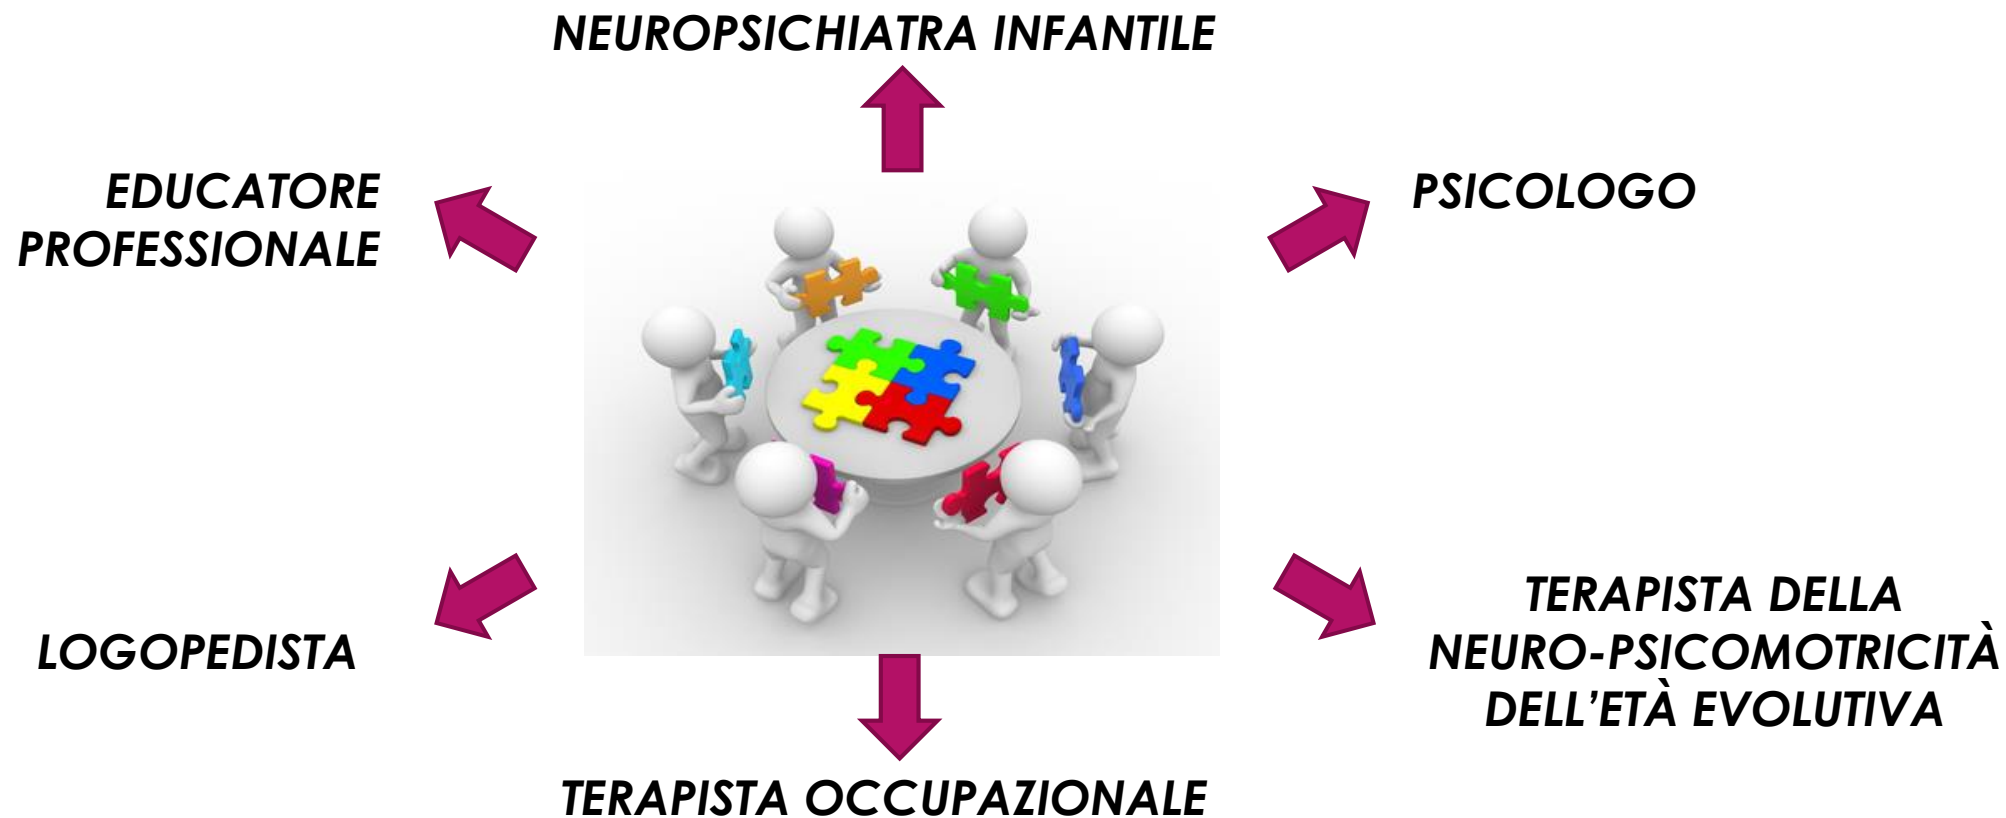 NEUROPSICHIATRA INFANTILE
EDUCATORE
PROFESSIONALE
PSICOLOGO
LOGOPEDISTA
TERAPISTA DELLA
NEURO-PSICOMOTRICITÀ
DELL’ETÀ EVOLUTIVA
TERAPISTA OCCUPAZIONALE